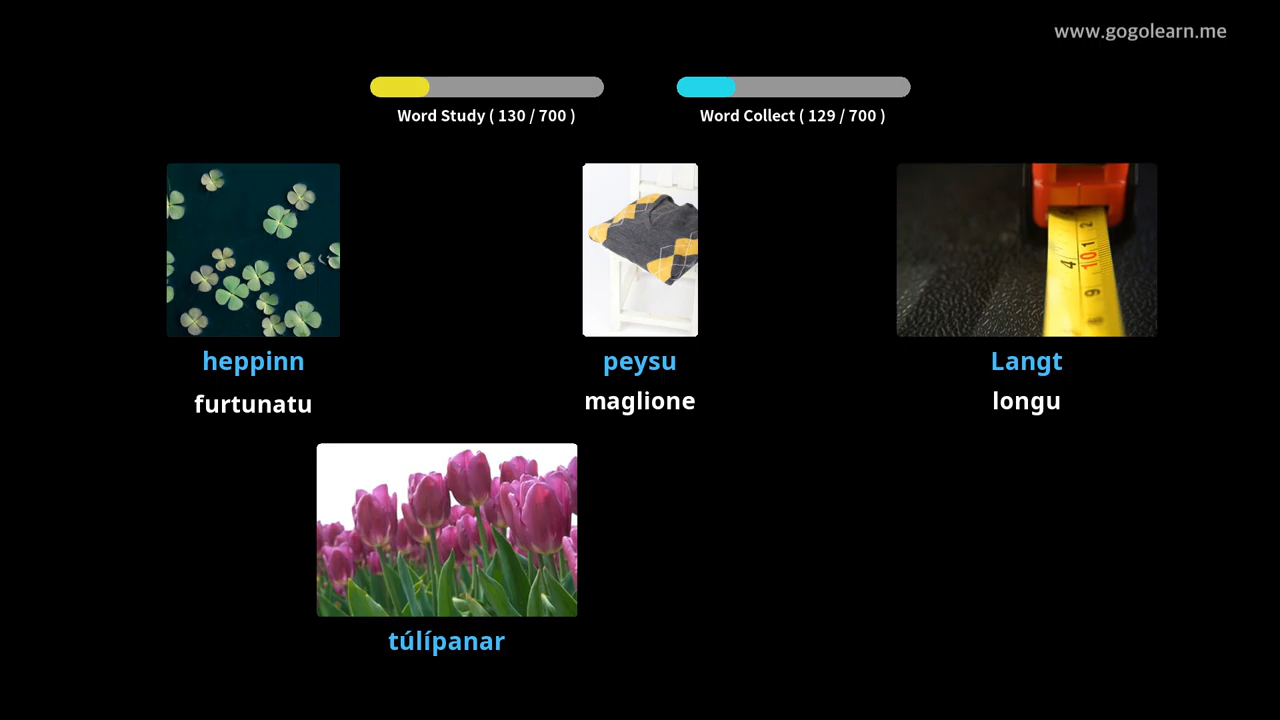 www.gogolearn.me
Word Study ( 130 / 700 )
Word Collect ( 129 / 700 )
heppinn
furtunatu
peysu
maglione
Langt
longu
túlípanar